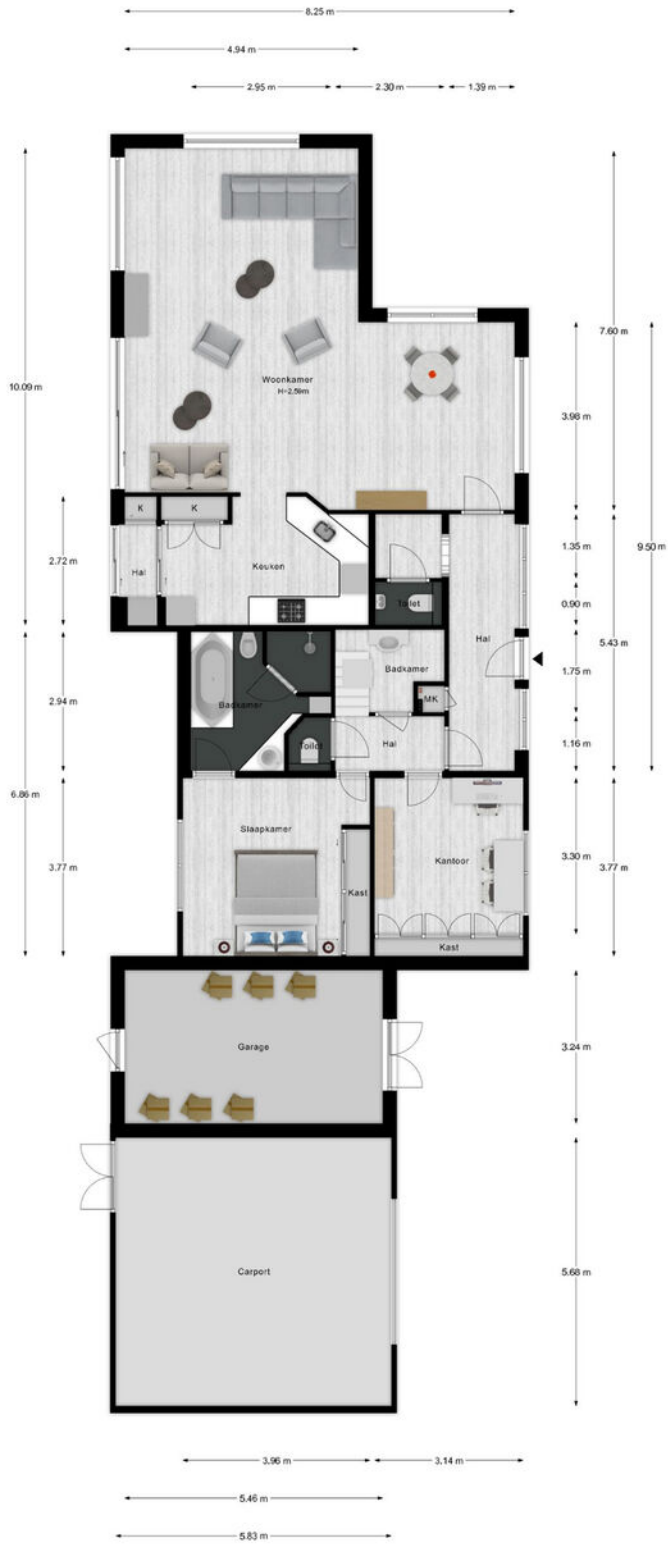 8.25 m
4.94 m
2.95 m
2.30 m
1.39 m
10.09 m
7.60 m
Woonkamer
H=2.59m
3.98 m
K
K
Hal
Keuken
2.72 m
1.35 m
9.50 m
Toilet
0.90 m
Hal
5.43 m
Badkamer
1.75 m
MK
2.94 m
Badkamer
Toilet
Hal
1.16 m
6.86 m
Slaapkamer
3.77 m
Kast
Kantoor
3.30 m
3.77 m
Kast
Garage
3.24 m
Carport
5.68 m
3.96 m
3.14 m
5.46 m
5.83 m